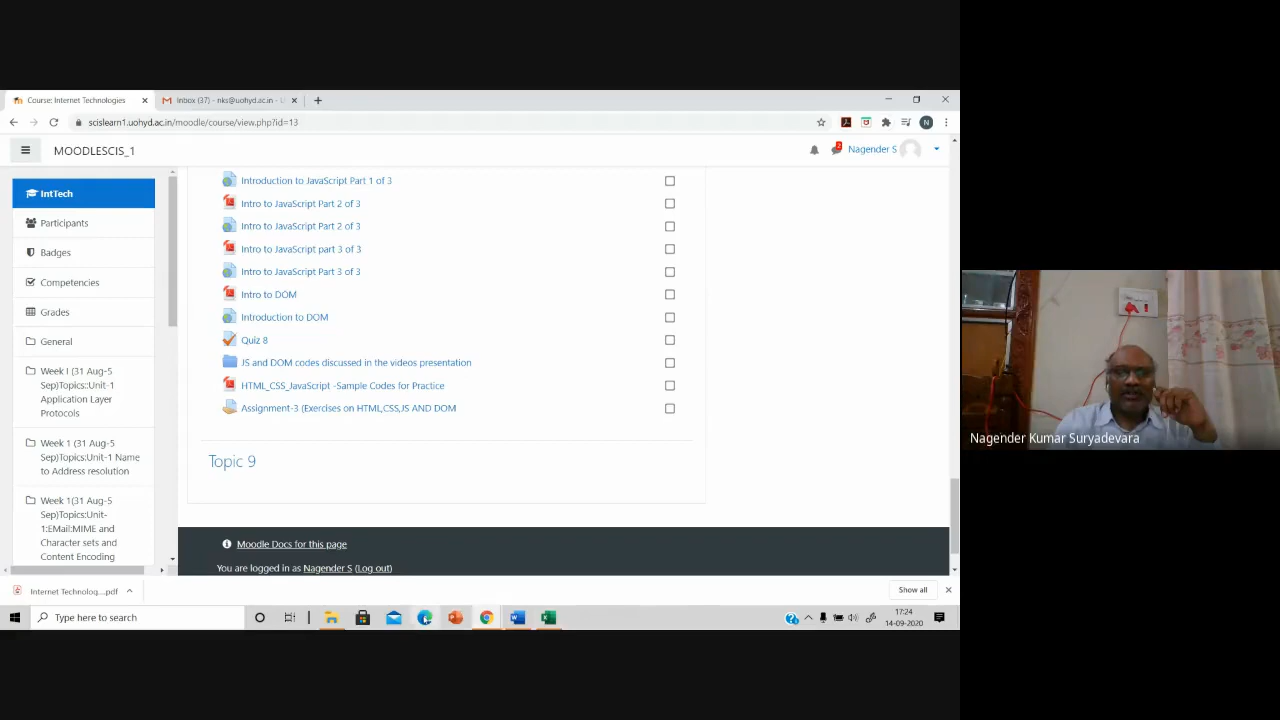 Course: Internet Technologies
Inbox (37) - nks@uohyd.ac.in - U
scislearn1.uohyd.ac.in/moodle/course/view.php?id=13
N
MOODLESCIS_1
Nagender S
IntTech
Participants
Badges
Competencies
Grades
General
Week I (31 Aug-5
Sep)Topics:Unit-1
Application Layer
Protocols
Week 1 (31 Aug-5
Sep)Topics:Unit-1 Name
to Address resolution
Week 1(31 Aug-5
Sep)Topics:Unit-
1:EMail:MIME and
Character sets and
Content Encoding
Introduction to JavaScript Part 1 of 3
Intro to JavaScript Part 2 of 3
Intro to JavaScript Part 2 of 3
Intro to JavaScript part 3 of 3
Intro to JavaScript Part 3 of 3
Intro to DOM
Introduction to DOM
Quiz 8
JS and DOM codes discussed in the videos presentation
HTML_CSS_JavaScript -Sample Codes for Practice
Assignment-3 (Exercises on HTML,CSS,JS AND DOM
Topic 9
Moodle Docs for this page
You are logged in as Nagender S (Log out)
Nagender Kumar Suryadevara
Internet Technolog....pdf
Show all
Type here to search
17:24
14-09-2020